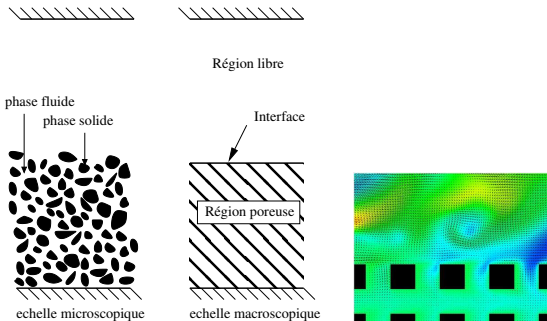 Région libre
phase fluide
phase solide
Interface
Région poreuse
echelle microscopique
echelle macroscopique